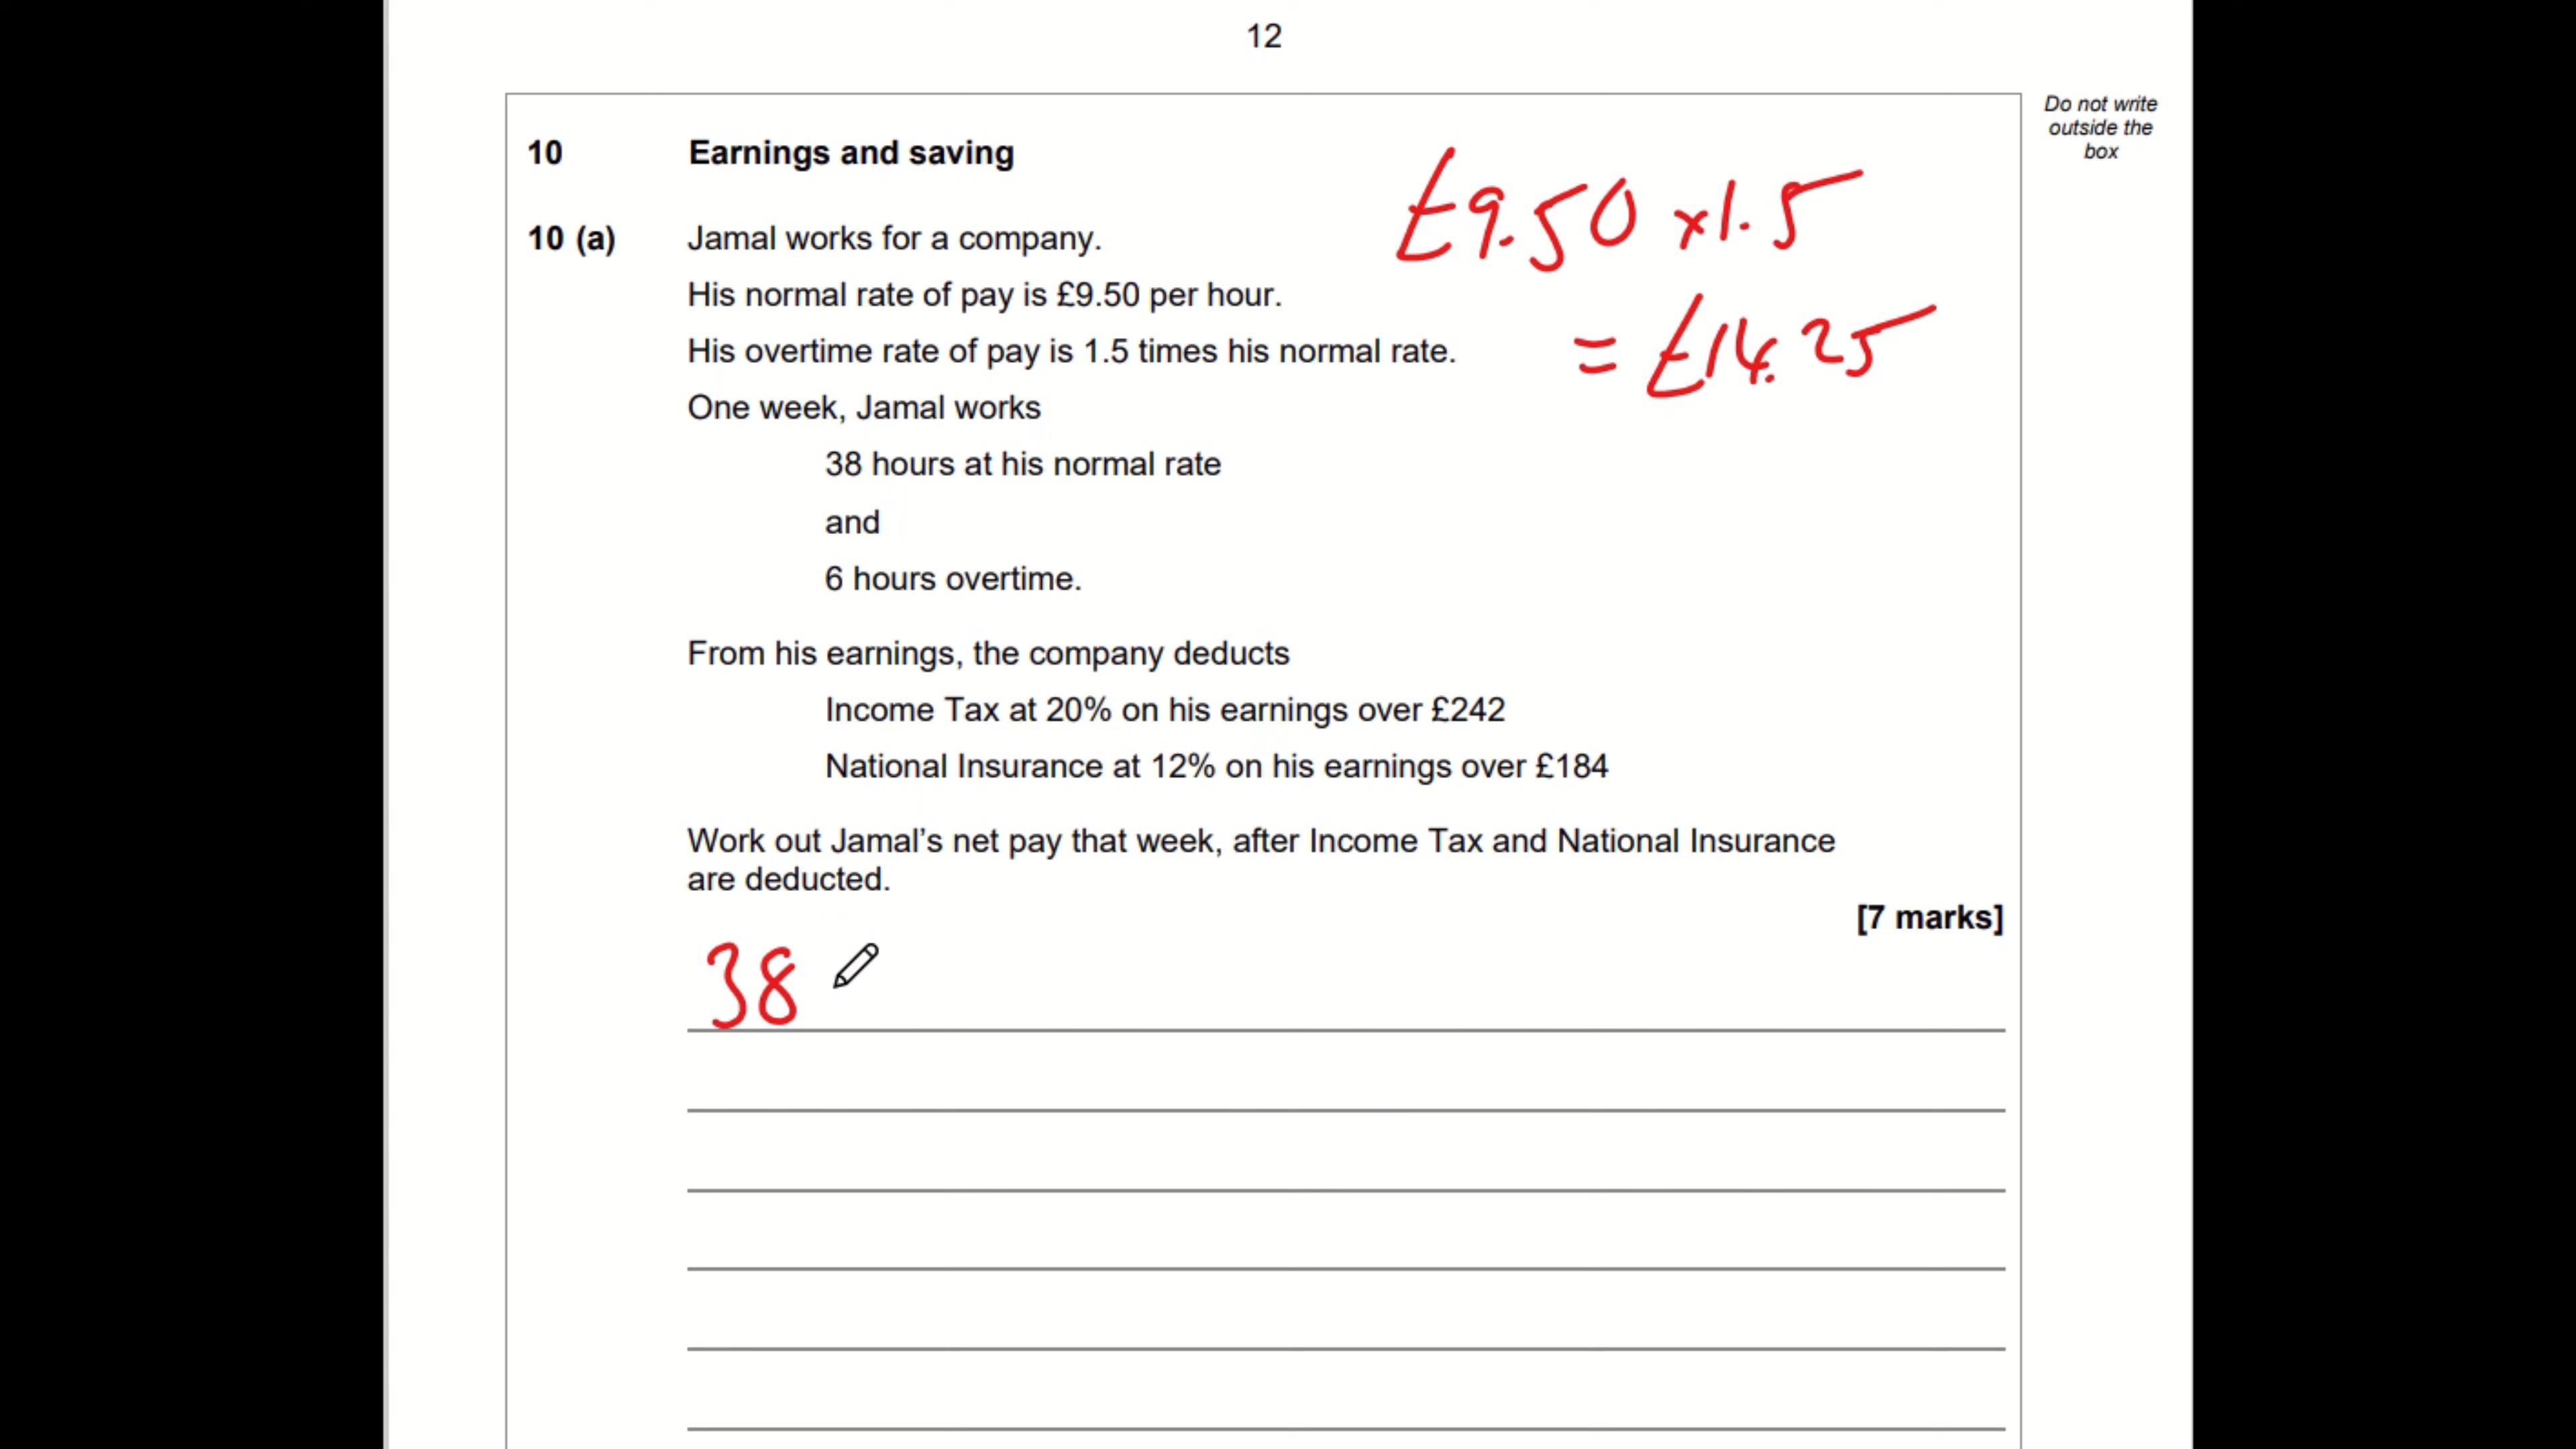 12
Do not write
outside the
box
10 Earnings and saving
£9.50 x1.5
10 (a) Jamal works for a company.
His normal rate of pay is £9.50 per hour.
His overtime rate of pay is 1.5 times his normal rate.
= £14.25
One week, Jamal works
38 hours at his normal rate
and
6 hours overtime.
From his earnings, the company deducts
Income Tax at 20% on his earnings over £242
National Insurance at 12% on his earnings over £184
Work out Jamal’s net pay that week, after Income Tax and National Insurance
are deducted.
[7 marks]
38